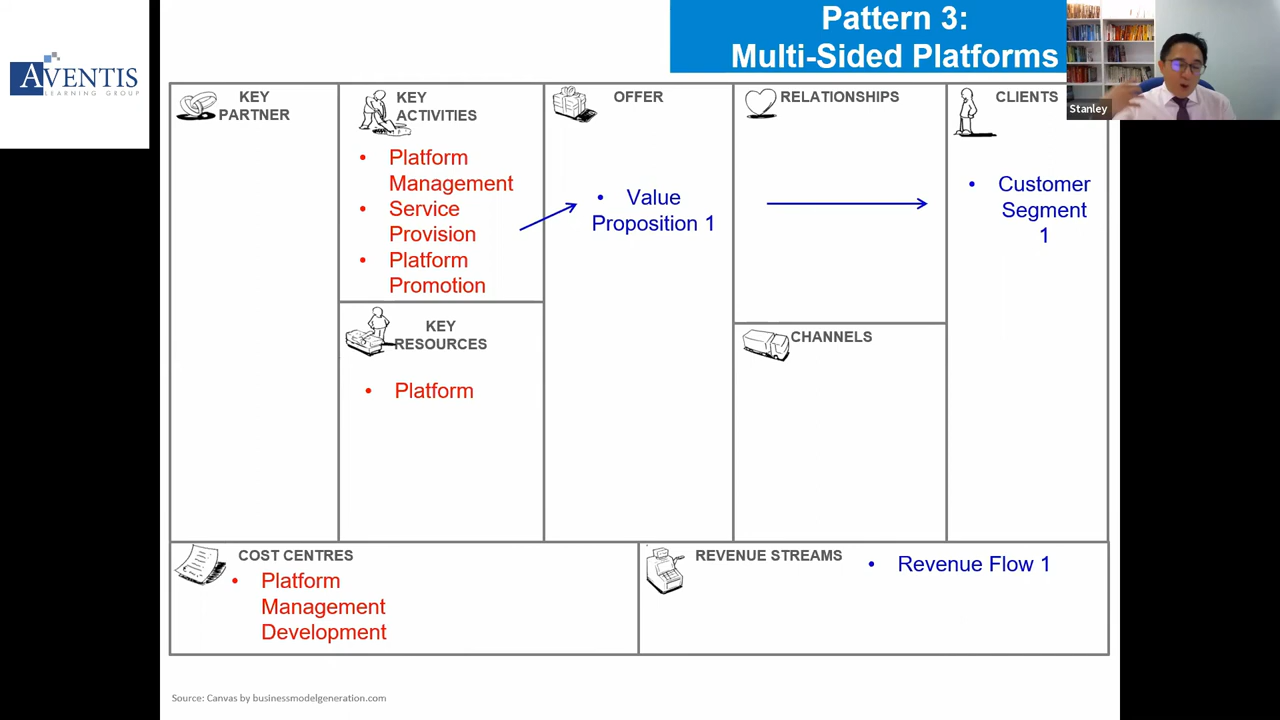 AVENTIS
LEARNING GROUP
Pattern 3:
Multi-Sided Platforms
Stanley
KEY
PARTNER
KEY
ACTIVITIES
• Platform
Management
• Service
Provision
• Platform
Promotion
KEY
RESOURCES
• Platform
OFFER
• Value
Proposition 1
RELATIONSHIPS
CHANNELS
CLIENTS
• Customer
Segment
1
COST CENTRES
• Platform
Management
Development
REVENUE STREAMS
• Revenue Flow 1
Source: Canvas by businessmodelgeneration.com